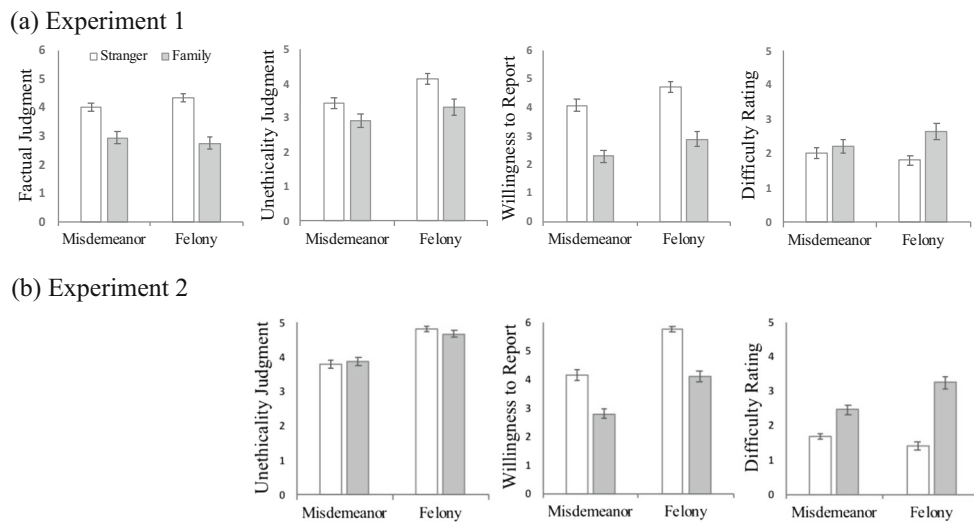 (a) Experiment 1
Factual Judgment
6
5
4
3
2
1
0
Stranger Family
Misdemeanor Felony
Unethicality Judgment
5
4
3
2
1
0
Misdemeanor Felony
Willingness to Report
6
5
4
3
2
1
0
Misdemeanor Felony
Difficulty Rating
5
4
3
2
1
0
Misdemeanor Felony
(b) Experiment 2
Unethicality Judgment
5
4
3
2
1
0
Misdemeanor Felony
Willingness to Report
6
5
4
3
2
1
0
Misdemeanor Felony
Difficulty Rating
5
4
3
2
1
0
Misdemeanor Felony